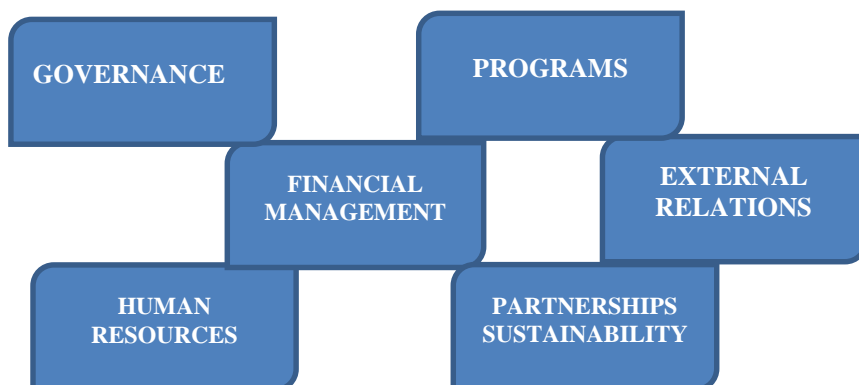 GOVERNANCE
PROGRAMS
FINANCIAL
MANAGEMENT
EXTERNAL
RELATIONS
HUMAN
RESOURCES
PARTNERSHIPS
SUSTAINABILITY